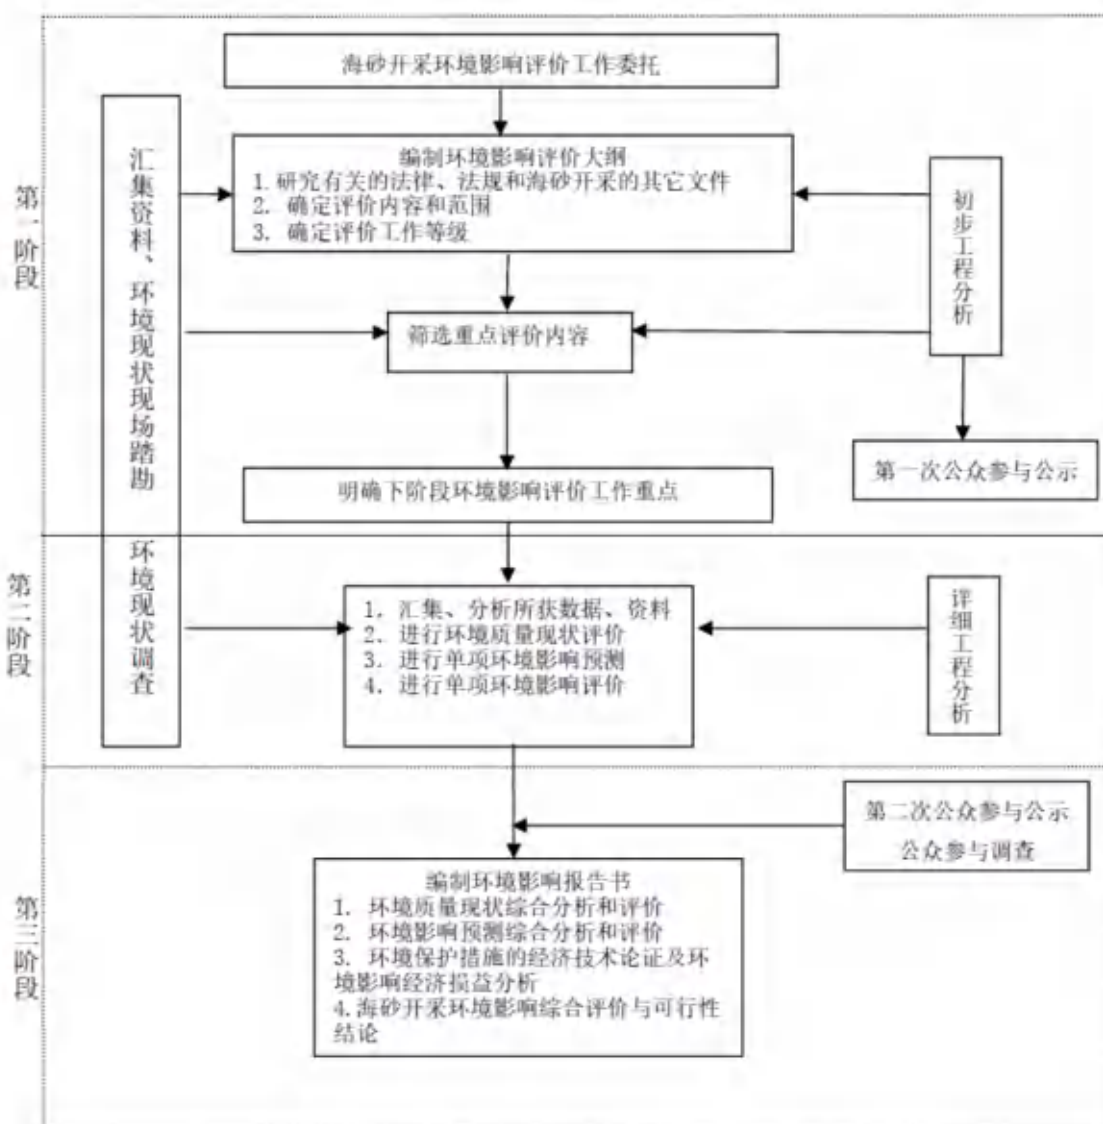 海砂开采环境影响评价工作委托
第一阶段
汇集资料、环境现状现场踏勘
编制环境影响评价大纲
1.研究有关的法律、法规和海砂开采的其它文件
2. 确定评价内容和范围
3. 确定评价工作等级
初步工程分析
筛选重点评价内容
第一次公众参与公示
明确下阶段环境影响评价工作重点
第二阶段
环境现状调查
1. 汇集、分析所获数据、资料
2. 进行环境质量现状评价
3. 进行单项环境影响预测
4. 进行单项环境影响评价
详细工程分析
第三阶段
第二次公众参与公示
公众参与调查
编制环境影响报告书
1. 环境质量现状综合分析和评价
2. 环境影响预测综合分析和评价
3. 环境保护措施的经济技术论证及环
境影响经济损益分析
4.海砂开采环境影响综合评价与可行性
结论